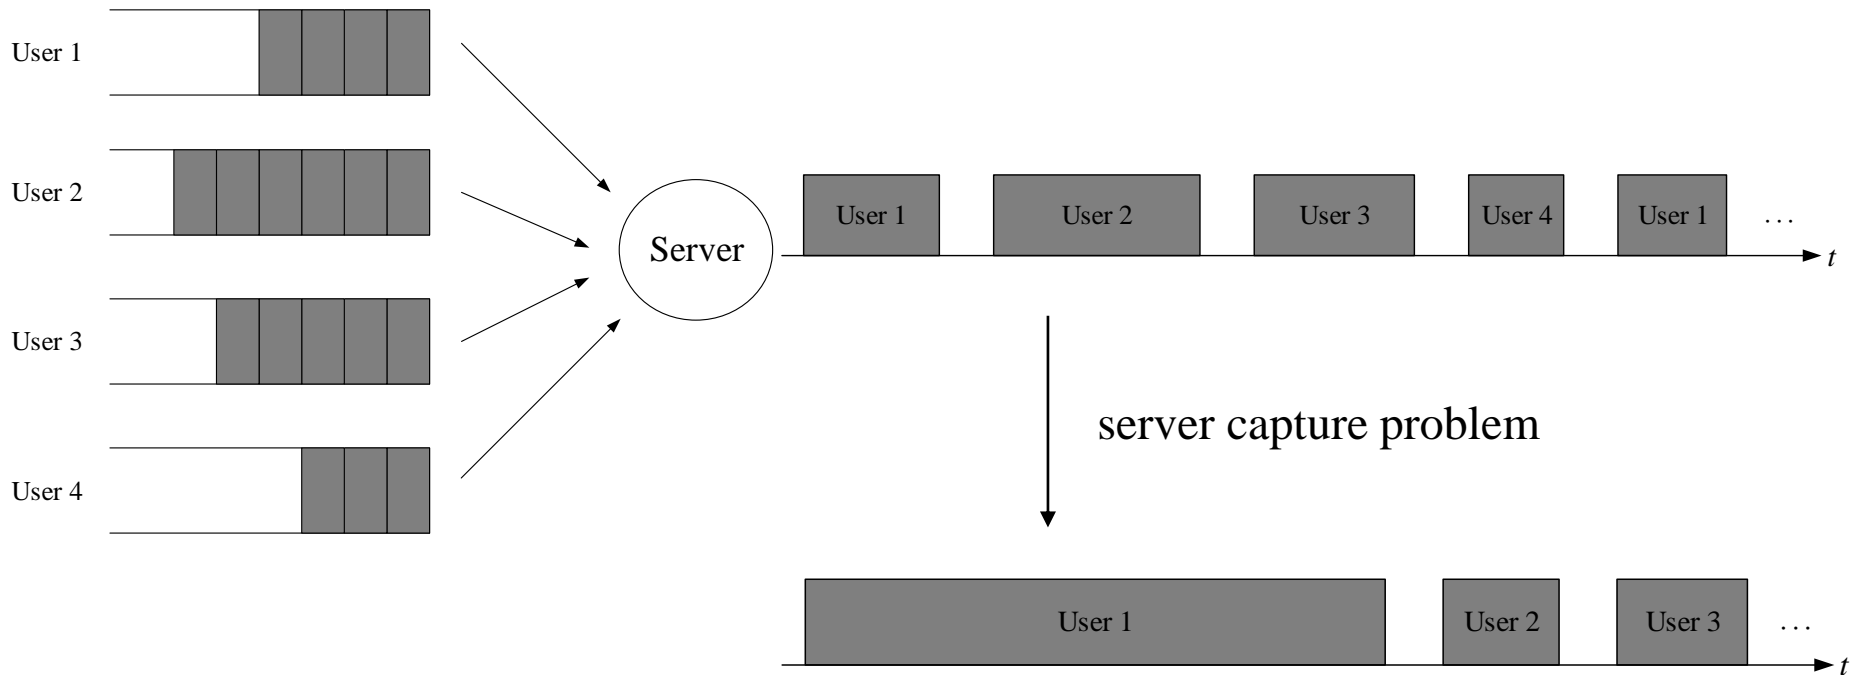 User 1
User 2
User 3
User 4
Server
User 1 User 2 User 3 User 4 User 1 ...
t
server capture problem
User 1 User 2 User 3 ...
t